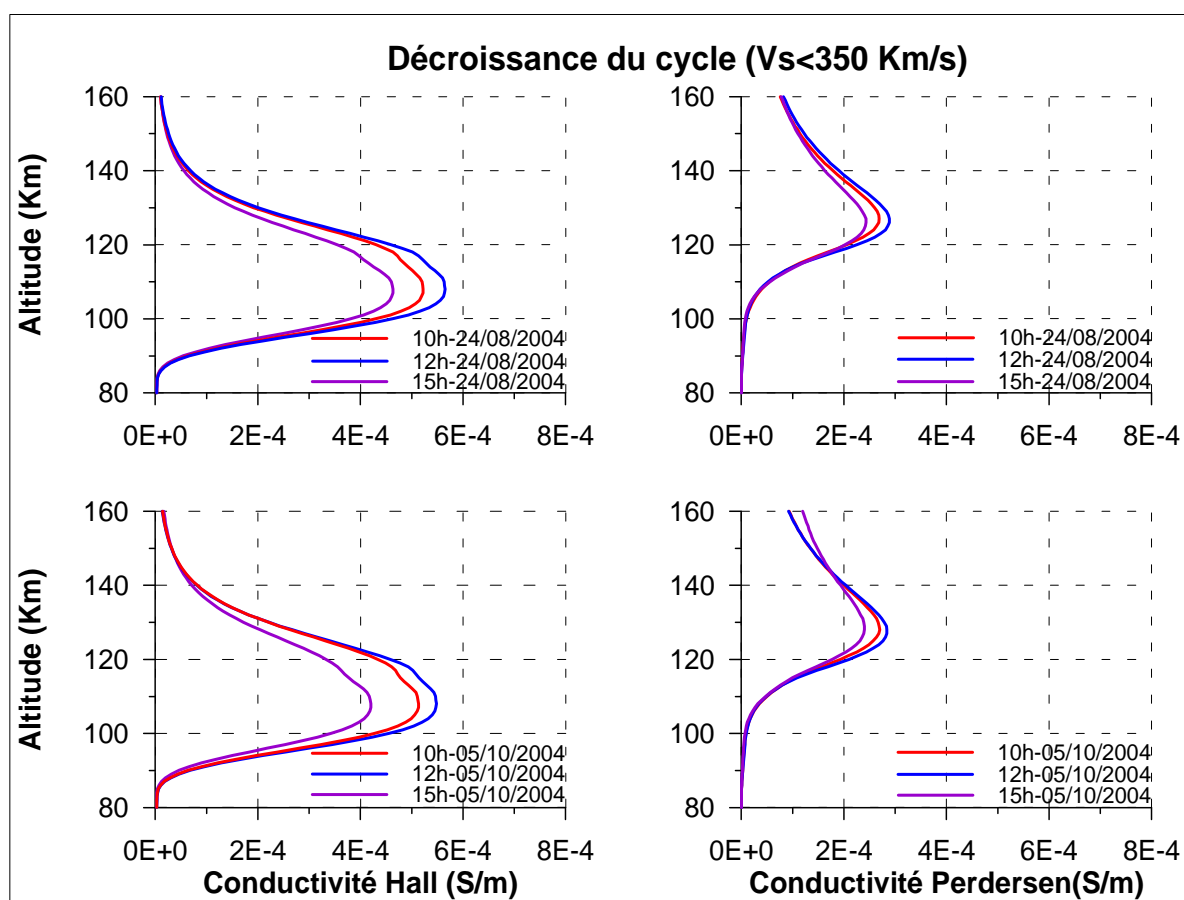 Décroissance du cycle (Vs<350 Km/s)
160
140
120
100
80
Altitude (Km)
10h-24/08/2004
12h-24/08/2004
15h-24/08/2004
0E+0 2E-4 4E-4 6E-4 8E-4
160
140
120
100
80
Altitude (Km)
10h-24/08/2004
12h-24/08/2004
15h-24/08/2004
0E+0 2E-4 4E-4 6E-4 8E-4
160
140
120
100
80
Altitude (Km)
10h-05/10/2004
12h-05/10/2004
15h-05/10/2004
0E+0 2E-4 4E-4 6E-4 8E-4
Conductivité Hall (S/m)
160
140
120
100
80
Altitude (Km)
10h-05/10/2004
12h-05/10/2004
15h-05/10/2004
0E+0 2E-4 4E-4 6E-4 8E-4
Conductivité Perdersen(S/m)